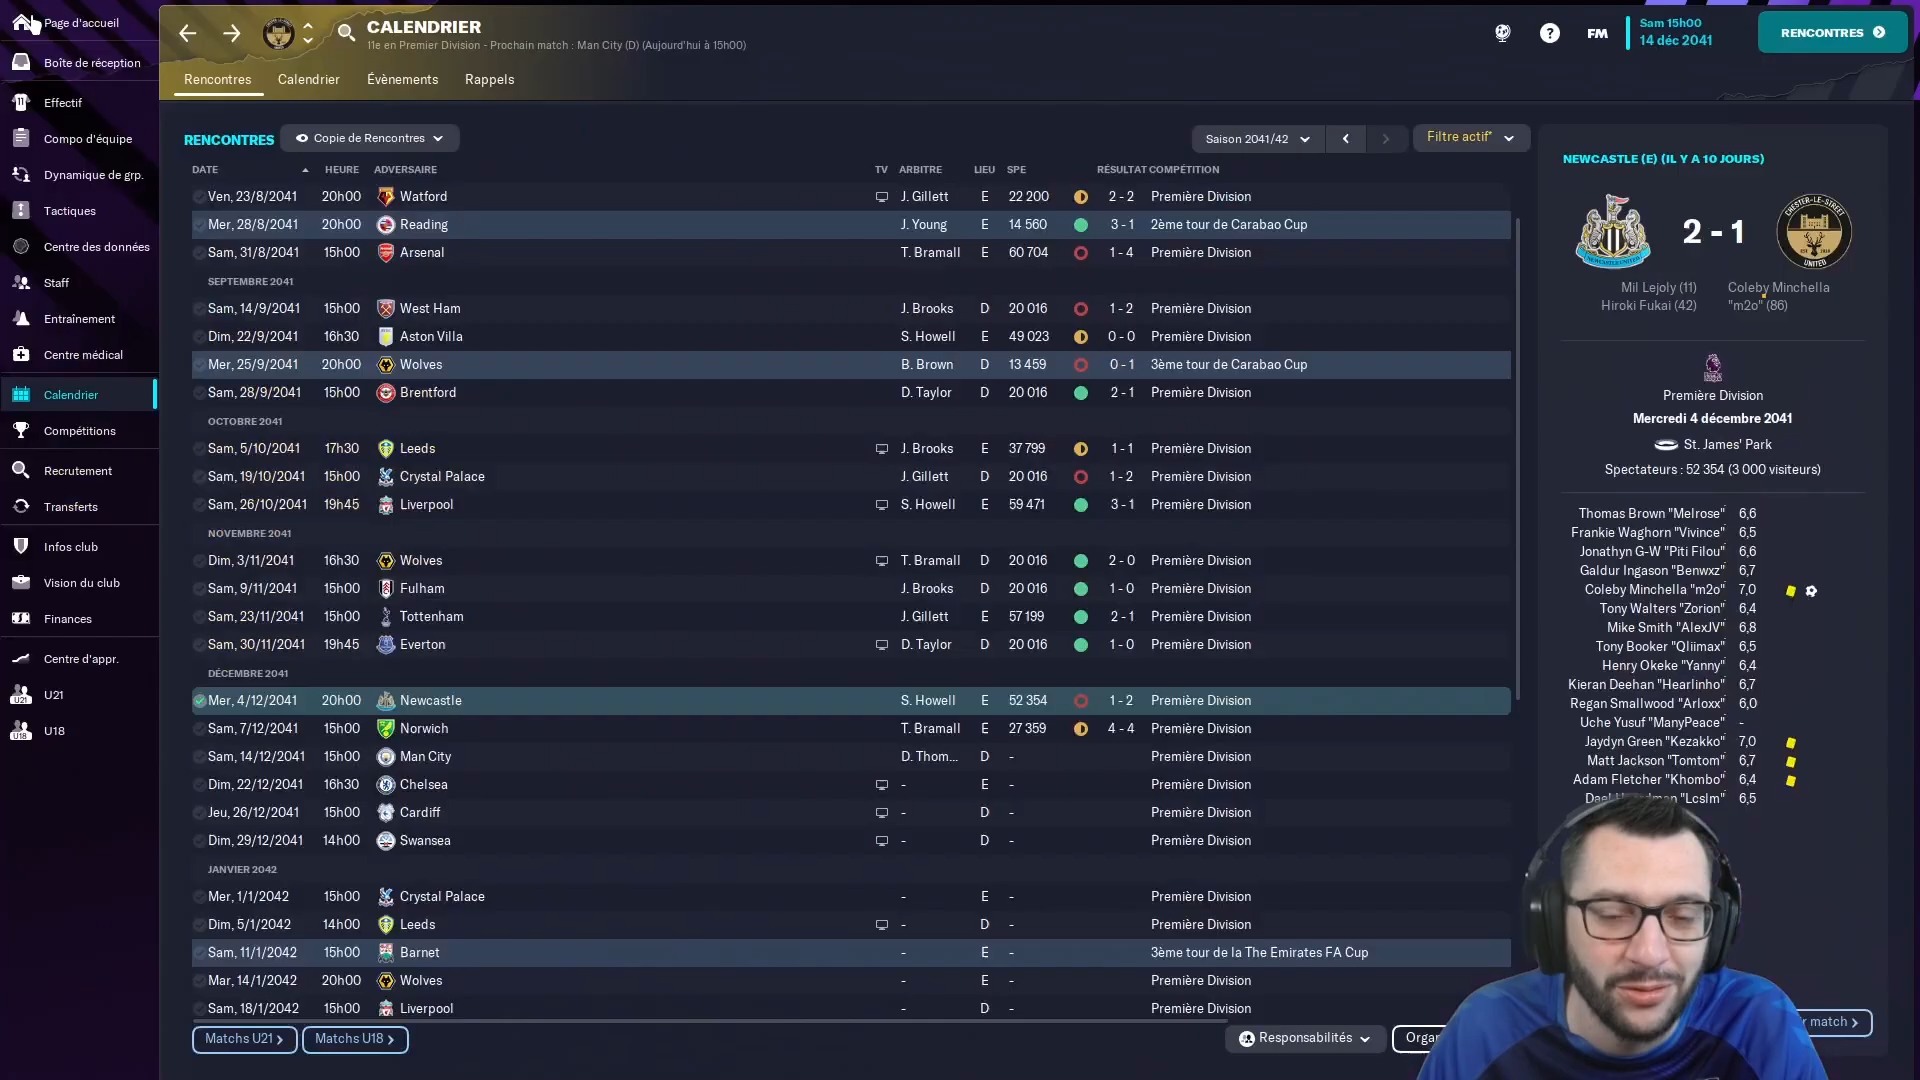 Page d'accueil
Boîte de réception
Effectif
Compo d'équipe
Dynamique de grp.
Tactiques
Centre des données
Staff
Entraînement
Centre médical
Calendrier
Compétitions
Recrutement
Transferts
Infos club
Vision du club
Finances
Centre d'appr.
U21
U18
CALENDRIER
11e en Premier Division - Prochain match : Man City (D) (Aujourd'hui à 15h00)
FM
Sam 15h00
14 déc 2041
RENCONTRES
Rencontres Calendrier Évènements Rappels
RENCONTRES Copie de Rencontres Saison 2041/42 Filtre actif*
DATE HEURE ADVERSAIRE TV ARBITRE LIEU SPE RÉSULTAT COMPÉTITION
Ven, 23/8/2041 20h00 Watford J. Gillett E 22 200 2 - 2 Première Division
Mer, 28/8/2041 20h00 Reading J. Young E 14 560 3 - 1 2ème tour de Carabao Cup
Sam, 31/8/2041 15h00 Arsenal T. Bramall E 60 704 1 - 4 Première Division
SEPTEMBRE 2041
Sam, 14/9/2041 15h00 West Ham J. Brooks D 20 016 1 - 2 Première Division
Dim, 22/9/2041 16h30 Aston Villa S. Howell E 49 023 0 - 0 Première Division
Mer, 25/9/2041 20h00 Wolves B. Brown D 13 459 0 - 1 3ème tour de Carabao Cup
Sam, 28/9/2041 15h00 Brentford D. Taylor D 20 016 2 - 1 Première Division
OCTOBRE 2041
Sam, 5/10/2041 17h30 Leeds J. Brooks E 37 799 1 - 1 Première Division
Sam, 19/10/2041 15h00 Crystal Palace J. Gillett D 20 016 1 - 2 Première Division
Sam, 26/10/2041 19h45 Liverpool S. Howell E 59 471 3 - 1 Première Division
NOVEMBRE 2041
Dim, 3/11/2041 16h30 Wolves T. Bramall D 20 016 2 - 0 Première Division
Sam, 9/11/2041 15h00 Fulham J. Brooks D 20 016 1 - 0 Première Division
Sam, 23/11/2041 15h00 Tottenham J. Gillett E 57 199 2 - 1 Première Division
Sam, 30/11/2041 19h45 Everton D. Taylor D 20 016 1 - 0 Première Division
DÉCEMBRE 2041
Mer, 4/12/2041 20h00 Newcastle S. Howell E 52 354 1 - 2 Première Division
Sam, 7/12/2041 15h00 Norwich T. Bramall E 27 359 4 - 4 Première Division
Sam, 14/12/2041 15h00 Man City D. Thom... D - Première Division
Dim, 22/12/2041 16h30 Chelsea - E - Première Division
Jeu, 26/12/2041 15h00 Cardiff - D - Première Division
Dim, 29/12/2041 14h00 Swansea - D - Première Division
JANVIER 2042
Mer, 1/1/2042 15h00 Crystal Palace - E - Première Division
Dim, 5/1/2042 14h00 Leeds - D - Première Division
Sam, 11/1/2042 15h00 Barnet - E - 3ème tour de la The Emirates FA Cup
Mar, 14/1/2042 20h00 Wolves - E - Première Division
Sam, 18/1/2042 15h00 Liverpool - D - Première Division
Matchs U21 Matchs U18 Responsabilités Organ
NEWCASTLE (E) (IL Y A 10 JOURS)
NEWCASTLE UNITED
2 - 1
CHESTER-LE-STREET
UNITED
Mil Lejoly (11) Coleby Minchella
Hiroki Fukai (42) "m2o" (86)
Première Division
Mercredi 4 décembre 2041
St. James' Park
Spectateurs : 52 354 (3 000 visiteurs)
Thomas Brown "Melrose" 6,6
Frankie Waghorn "Vivince" 6,5
Jonathyn G-W "Piti Filou" 6,6
Galdur Ingason "Benwxz" 6,7
Coleby Minchella "m2o" 7,0
Tony Walters "Zorion" 6,4
Mike Smith "AlexJV" 6,8
Tony Booker "Qliimax" 6,5
Henry Okeke "Yanny" 6,4
Kieran Deehan "Hearlinho" 6,7
Regan Smallwood "Arloxx" 6,0
Uche Yusuf "ManyPeace" -
Jaydyn Green "Kezakko" 7,0
Matt Jackson "Tomtom" 6,7
Adam Fletcher "Khombo" 6,4
"Lcslm" 6,5
match